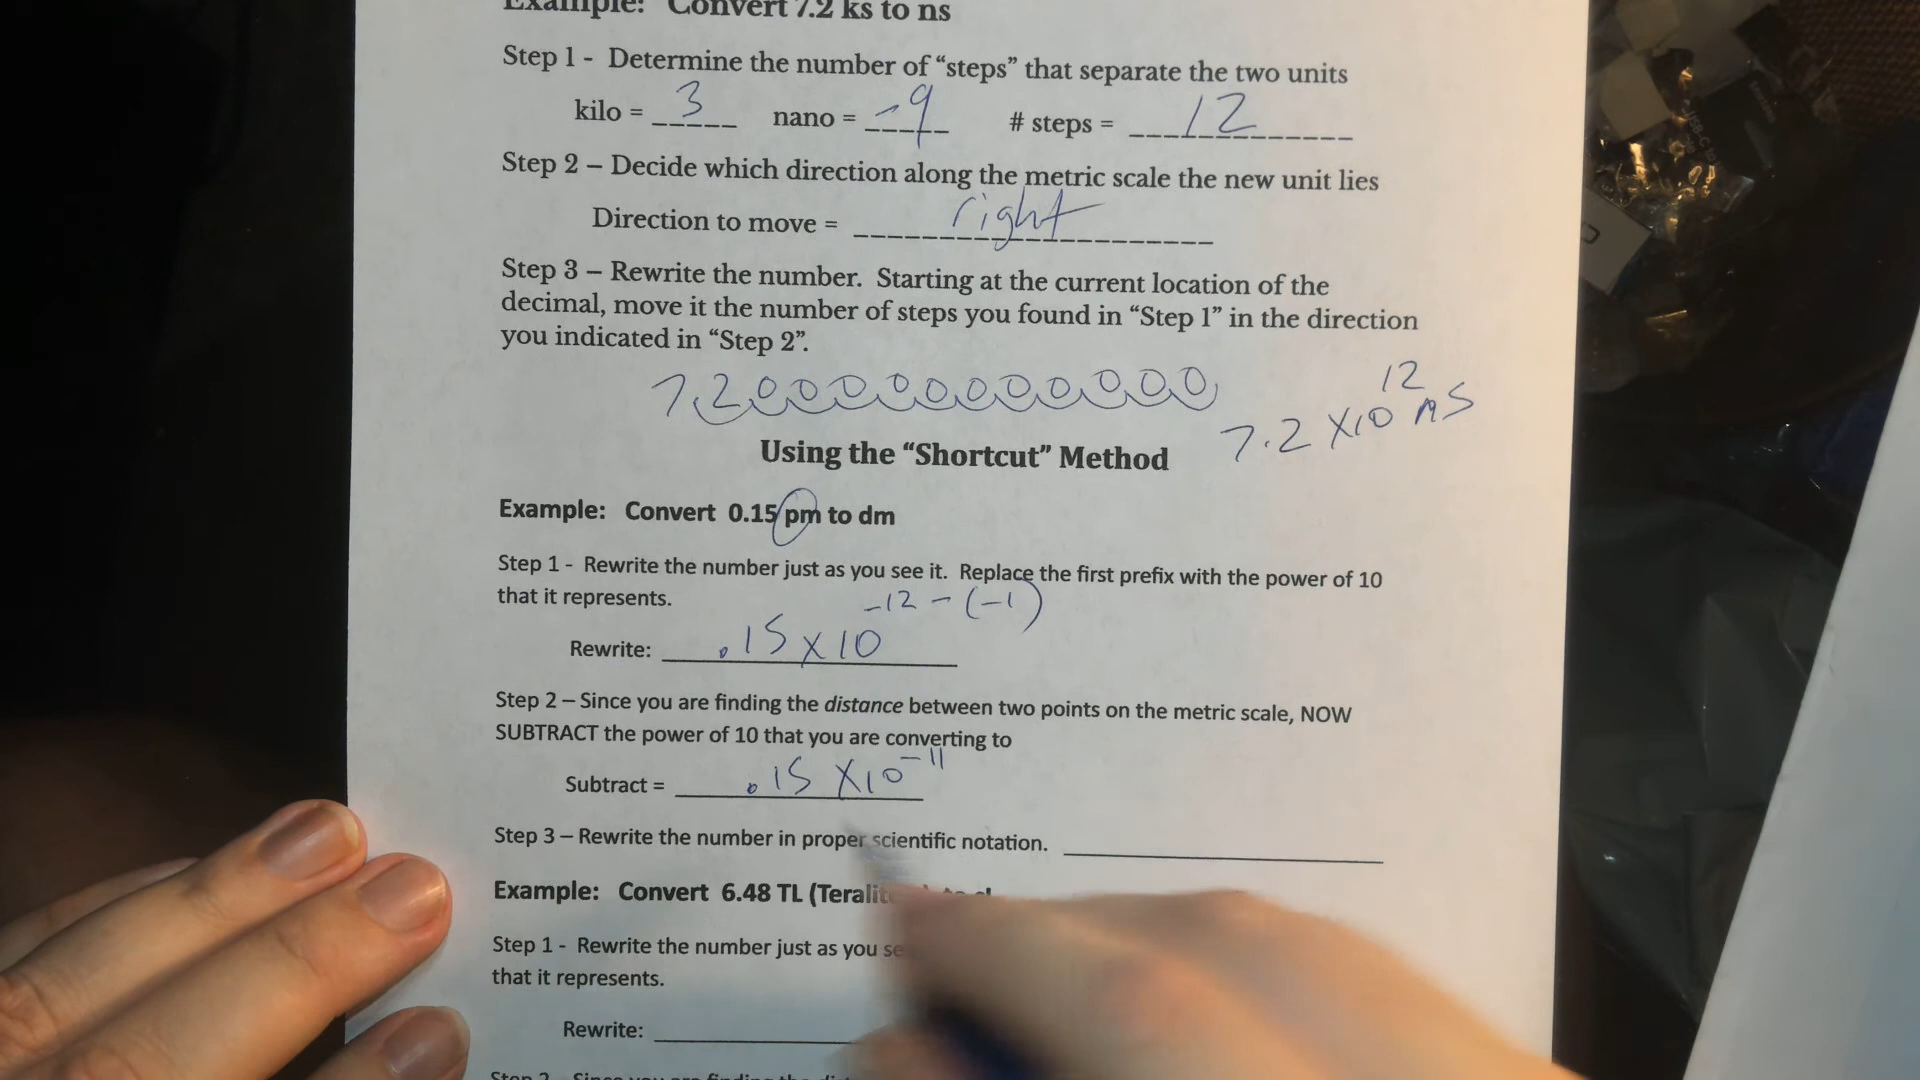 Example: Convert 7.2 ks to ns
Step 1 - Determine the number of “steps” that separate the two units
kilo = 3 nano = -9 # steps = 12
Step 2 – Decide which direction along the metric scale the new unit lies
Direction to move = right
Step 3 – Rewrite the number. Starting at the current location of the
decimal, move it the number of steps you found in “Step 1” in the direction
you indicated in “Step 2”.
7.2000000000000
7.2 X10^12 ns
Using the “Shortcut” Method
Example: Convert 0.15 pm to dm
Step 1 - Rewrite the number just as you see it. Replace the first prefix with the power of 10
that it represents.
Rewrite: .15 x 10^-12 - (-1)
Step 2 – Since you are finding the distance between two points on the metric scale, NOW
SUBTRACT the power of 10 that you are converting to
Subtract = .15 X10^-11
Step 3 – Rewrite the number in proper scientific notation.
Example: Convert 6.48 TL (Teralit
Step 1 - Rewrite the number just as you se
that it represents.
Rewrite: